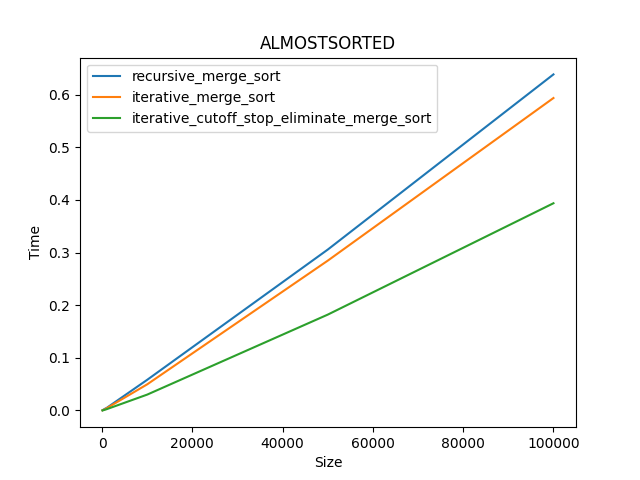 ALMOSTSORTED
recursive_merge_sort
iterative_merge_sort
iterative_cutoff_stop_eliminate_merge_sort
0.6
0.5
0.4
0.3
0.2
0.1
0.0
Time
0 20000 40000 60000 80000 100000
Size